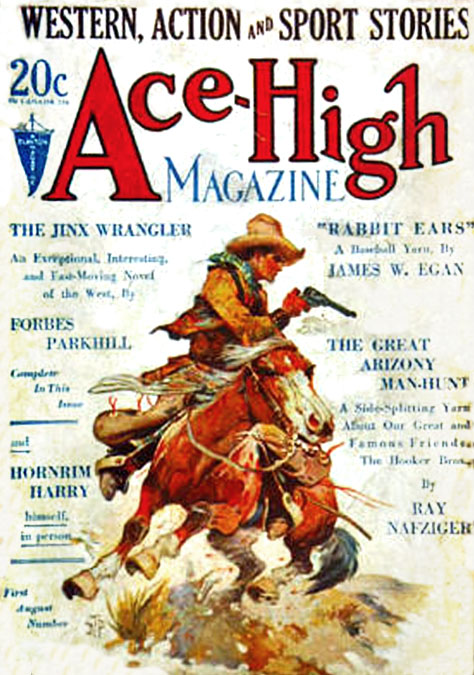 WESTERN, ACTION AND SPORT STORIES
20c
Ace-High
MAGAZINE
CLAYTON
THE JINX WRANGLER
An Exceptional, Interesting,
and Fast-Moving Novel
of the West, By
FORBES
PARKHILL
Complete
In This
Issue
and
HORNRIM
HARRY
himself,
in person
First
August
Number
"RABBIT EARS"
A Baseball Yarn, By
JAMES W. EGAN
THE GREAT
ARIZONY
MAN-HUNT
A Side-Splitting Yarn
About Our Great and
Famous Friends,
The Hooker Bros.,
By
RAY
NAFZIGER